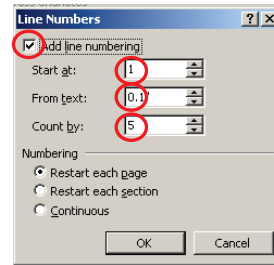 Line Numbers
Add line numbering
Start at: 1
From text: 0.1"
Count by: 5
Numbering
Restart each page
Restart each section
Continuous
OK Cancel